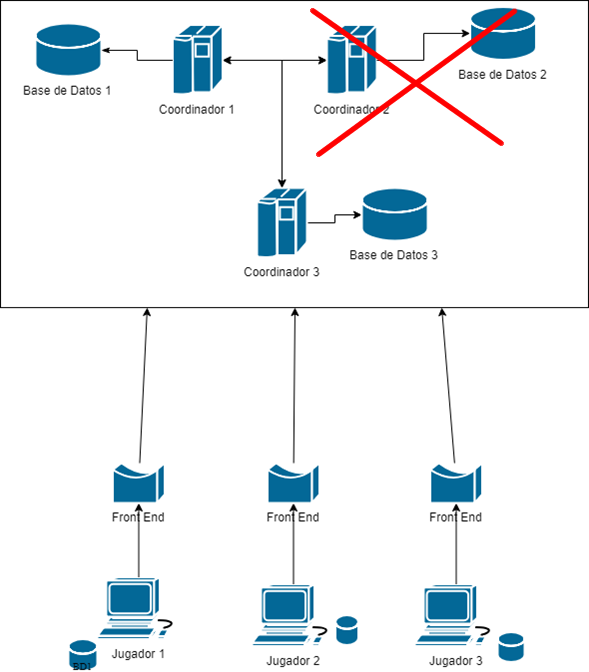 Base de Datos 1
Coordinador 1
Coordinador 2
Base de Datos 2
Coordinador 3
Base de Datos 3
Front End
Front End
Front End
Jugador 1
Jugador 2
Jugador 3
BD1